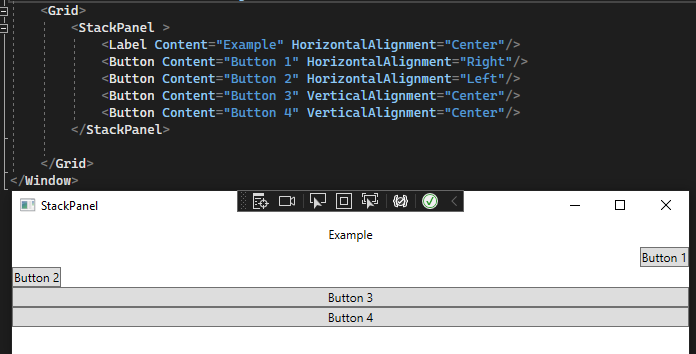 <Grid>
<StackPanel >
<Label Content="Example" HorizontalAlignment="Center"/>
<Button Content="Button 1" HorizontalAlignment="Right"/>
<Button Content="Button 2" HorizontalAlignment="Left"/>
<Button Content="Button 3" VerticalAlignment="Center"/>
<Button Content="Button 4" VerticalAlignment="Center"/>
</StackPanel>
</Grid>
</Window>
StackPanel
Example
Button 1
Button 2
Button 3
Button 4